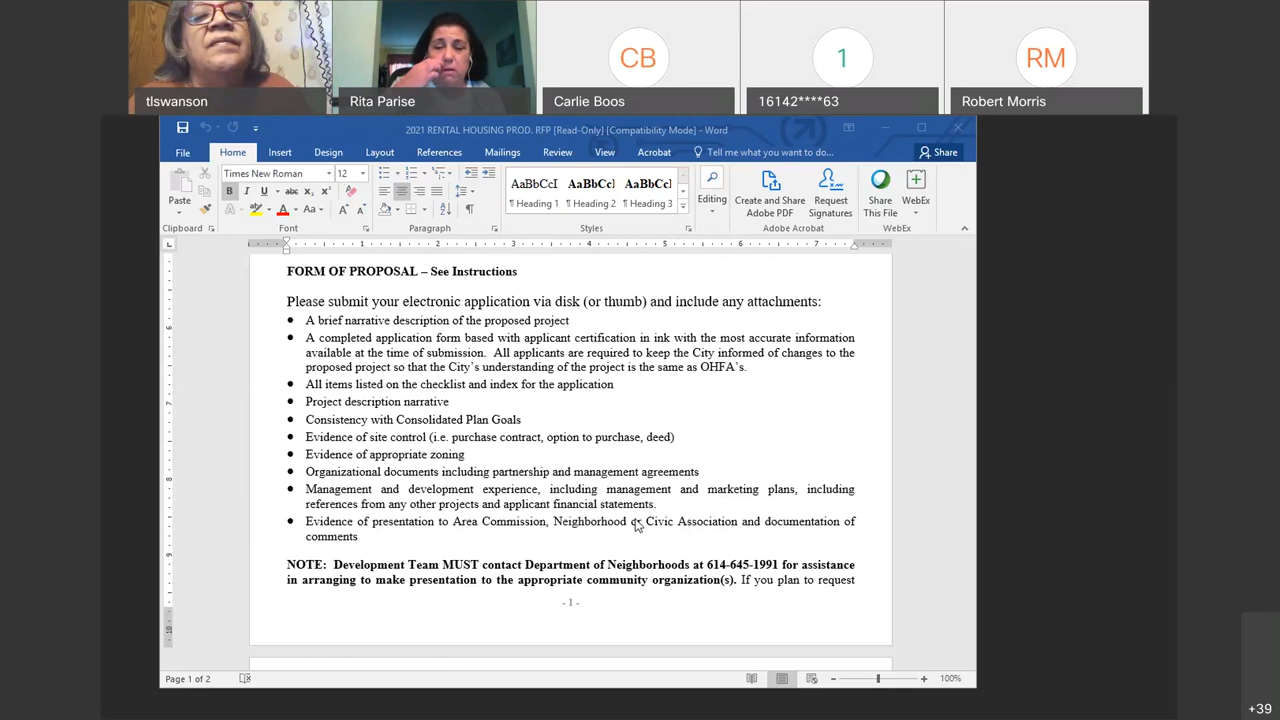 CB
1
RM
tlswanson
Rita Parise
Carlie Boos
16142****63
Robert Morris
2021 RENTAL HOUSING PROD. RFP [Read-Only] [Compatibility Mode] - Word
File Home Insert Design Layout References Mailings Review View Acrobat Tell me what you want to do... Share
Times New Roman 12
AaBbCcI AaBbCc AaBbCcI
B I U abc x₂ x²
Paste
¶ Heading 1 ¶ Heading 2 ¶ Heading 3
Editing
Create and Share Adobe PDF
Request Signatures
Share This File
WebEx
Clipboard Font Paragraph Styles Adobe Acrobat WebEx
1 2 3 4 5 6 7
FORM OF PROPOSAL – See Instructions
Please submit your electronic application via disk (or thumb) and include any attachments:
● A brief narrative description of the proposed project
● A completed application form based with applicant certification in ink with the most accurate information
available at the time of submission. All applicants are required to keep the City informed of changes to the
proposed project so that the City's understanding of the project is the same as OHFA's.
● All items listed on the checklist and index for the application
● Project description narrative
● Consistency with Consolidated Plan Goals
● Evidence of site control (i.e. purchase contract, option to purchase, deed)
● Evidence of appropriate zoning
● Organizational documents including partnership and management agreements
● Management and development experience, including management and marketing plans, including
references from any other projects and applicant financial statements.
● Evidence of presentation to Area Commission, Neighborhood or Civic Association and documentation of
comments
NOTE: Development Team MUST contact Department of Neighborhoods at 614-645-1991 for assistance
in arranging to make presentation to the appropriate community organization(s). If you plan to request
- 1 -
Page 1 of 2
100%
+39